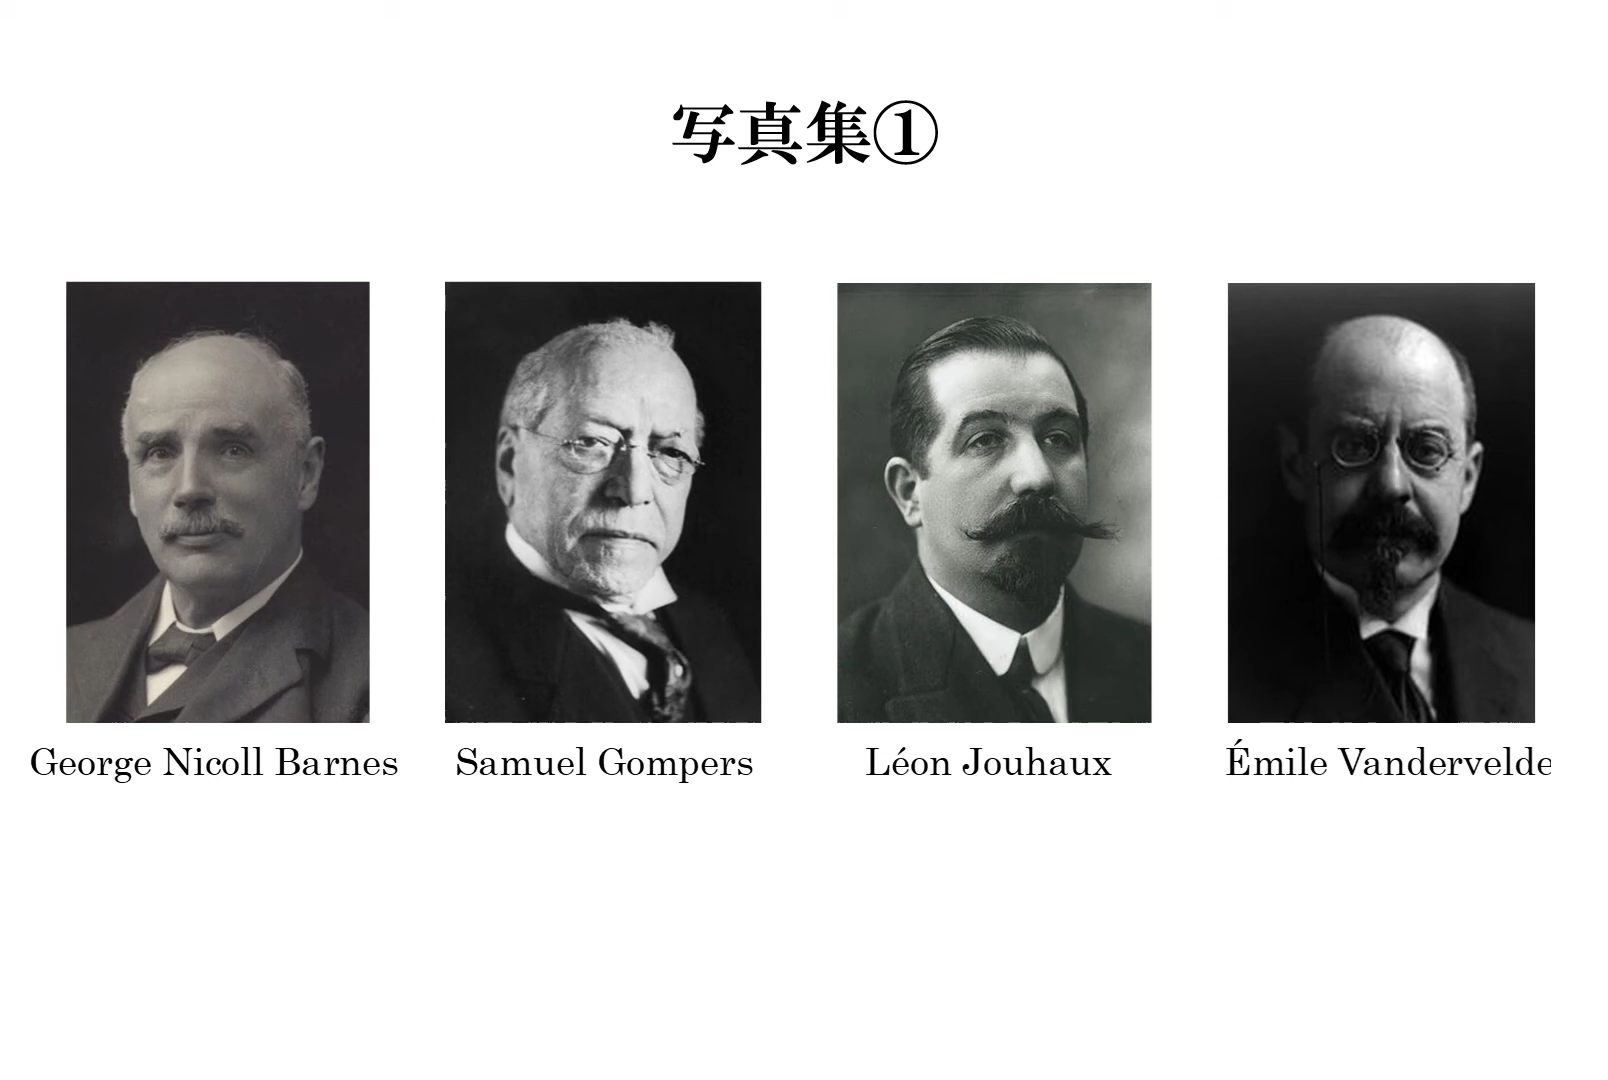 写真集①
George Nicoll Barnes
Samuel Gompers
Léon Jouhaux
Émile Vandervelde